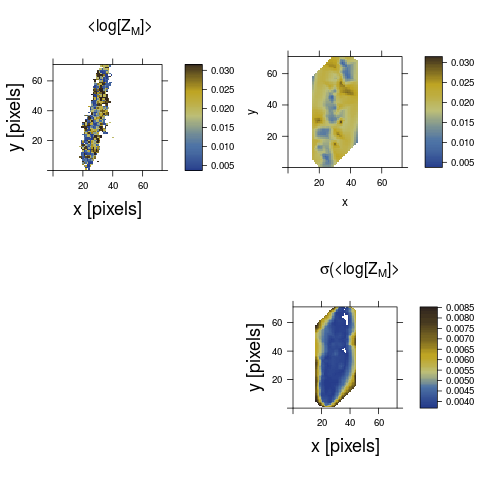 <log[Z_M]>
0.030
0.025
0.020
0.015
0.010
0.005
60
40
20
20 40 60
y [pixels]
x [pixels]
0.030
0.025
0.020
0.015
0.010
0.005
60
40
20
20 40 60
y
x
σ(<log[Z_M]>
0.0085
0.0080
0.0075
0.0070
0.0065
0.0060
0.0055
0.0050
0.0045
0.0040
60
40
20
20 40 60
y [pixels]
x [pixels]